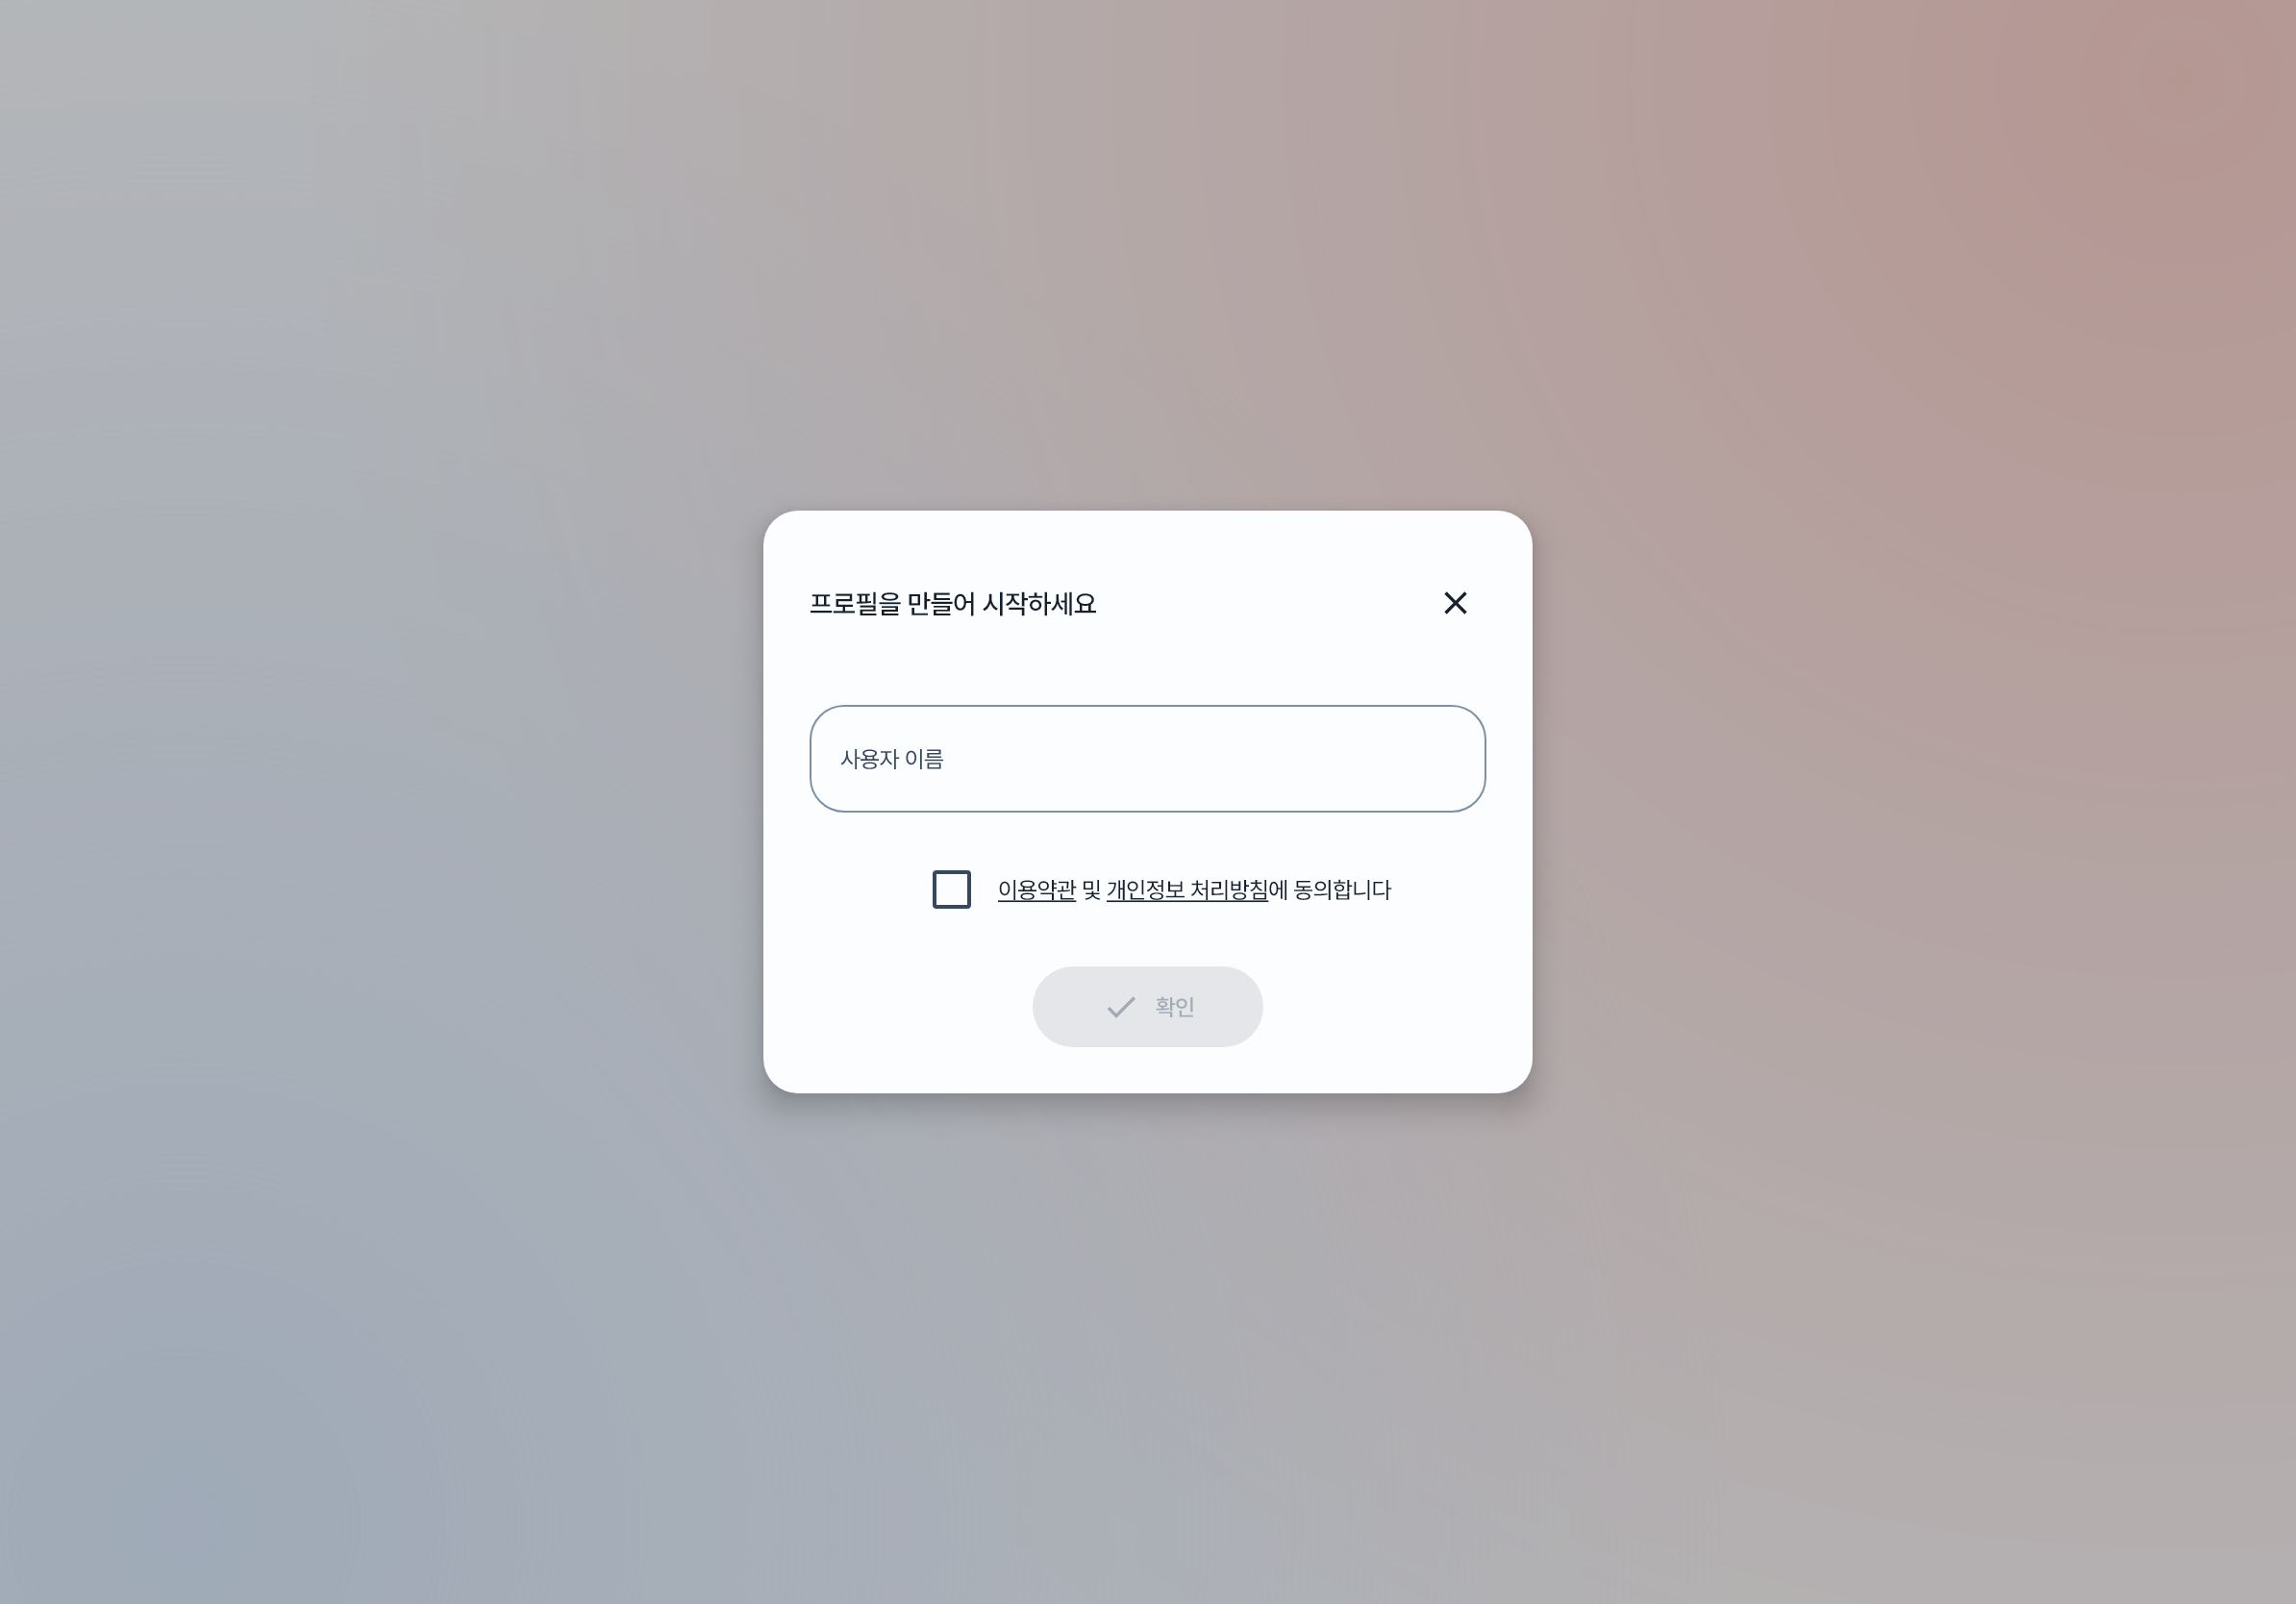 프로필을 만들어 시작하세요
사용자 이름
이용약관 및 개인정보 처리방침에 동의합니다
확인